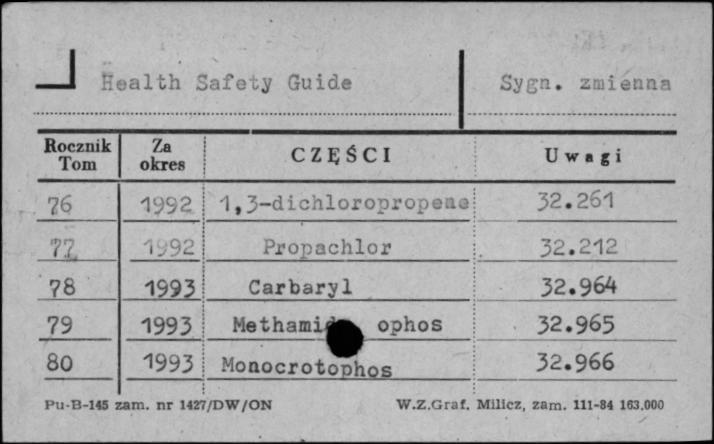 Health Safety Guide Sygn. zmienna
Rocznik Tom Za okres CZĘŚCI Uwagi
76 1992 1,3-dichloropropene 32.261
77 1992 Propachlor 32.212
78 1993 Carbaryl 32.964
79 1993 ophos 32.965
80 1993 Monocrotophos 32.966
Pu-B-145 zam. nr 1427/DW/ON W.Z.Graf. Milicz, zam. 111-84 163.000